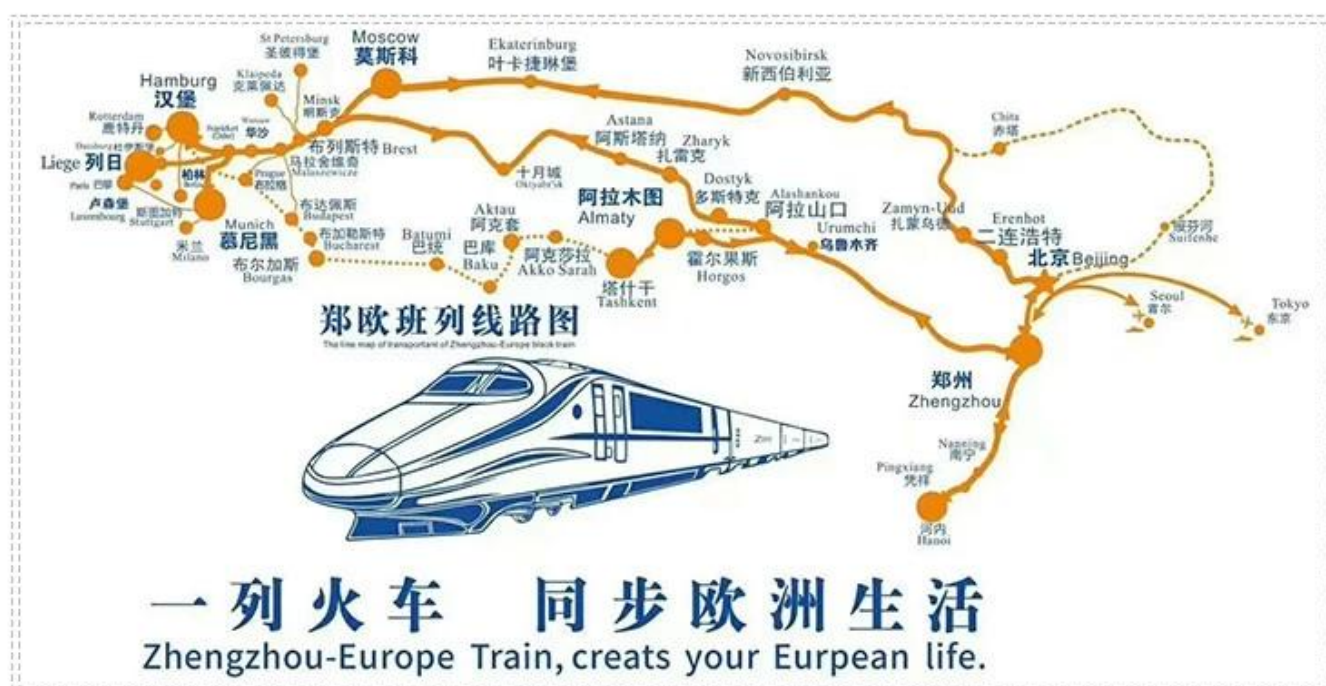 St Petersburg
圣彼得堡
Moscow
莫斯科
Ekaterinburg
叶卡捷琳堡
Novosibirsk
新西伯利亚
Klaipeda
克莱佩达
Hamburg
汉堡
Minsk
明斯克
Rotterdam
鹿特丹
Warsaw
华沙
布列斯特 Brest
马拉舍维奇
Malaszewicze
Duisburg 杜伊斯堡
Liege 列日
Paris 巴黎
柏林
Prague
布拉格
卢森堡
Luxembourg
斯图加特
Stuttgart
米兰
Milano
Munich
慕尼黑
布达佩斯
Budapest
布加勒斯特
Bucharest
布尔加斯
Bourgas
Batumi
巴统
巴库
Baku
Aktau
阿克套
阿克莎拉
Akko Sarah
塔什干
Tashkent
十月城
Oktyabr'sk
Astana
阿斯塔纳
Zharyk
扎雷克
Dostyk
多斯特克
阿拉木图
Almaty
Alashankou
阿拉山口
霍尔果斯
Horgos
Urumchi
乌鲁木齐
Chita
赤塔
绥芬河
Suifenhe
Zamyn-Uud
扎蒙乌德
Erenhot
二连浩特
北京 Beijing
Seoul
首尔
Tokyo
东京
郑州
Zhengzhou
Nanning
南宁
Pingxiang
凭祥
河内
Hanoi
郑欧班列线路图
The line map of transportant of Zhengzhou-Europe block train
一列火车 同步欧洲生活
Zhengzhou-Europe Train, creats your Eurpean life.